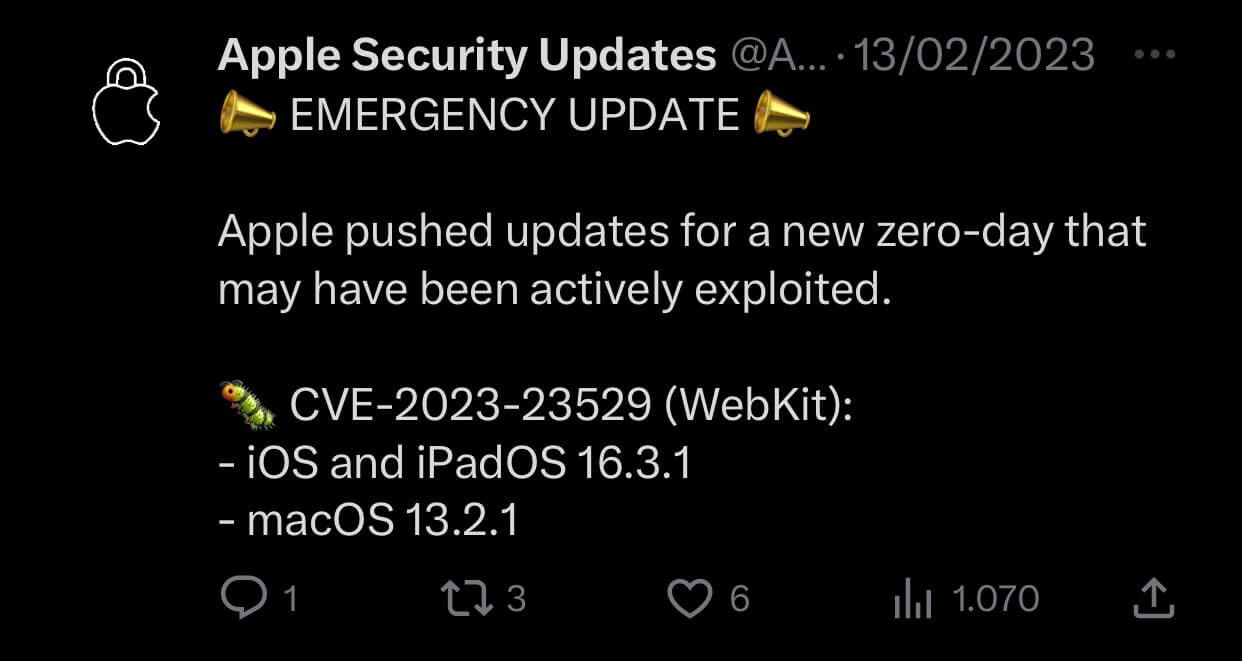 Apple Security Updates @A... · 13/02/2023
📣 EMERGENCY UPDATE 📣
Apple pushed updates for a new zero-day that
may have been actively exploited.
🐛 CVE-2023-23529 (WebKit):
- iOS and iPadOS 16.3.1
- macOS 13.2.1
1 3 6 1.070